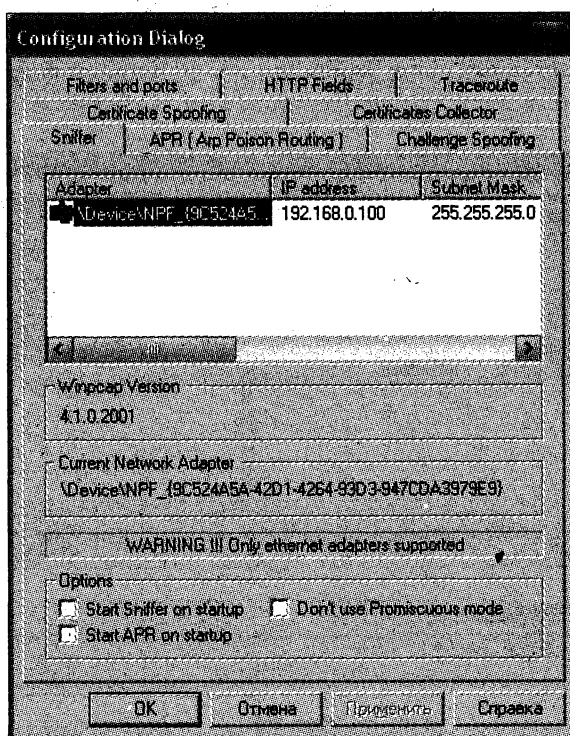 Configuration Dialog
Filters and ports HTTP Fields Traceroute
Certificate Spoofing Certificates Collector
Sniffer APR ( Arp Poison Routing ) Challenge Spoofing
Adapter IP address Subnet Mask
\Device\NPF_{9C524A5... 192.168.0.100 255.255.255.0
Winpcap Version
4.1.0.2001
Current Network Adapter
\Device\NPF_{9C524A5A-42D1-4264-93D3-947CDA3979E9}
WARNING !!! Only ethernet adapters supported
Options
Start Sniffer on startup Don't use Promiscuous mode
Start APR on startup
OK Отмена Применить Справка